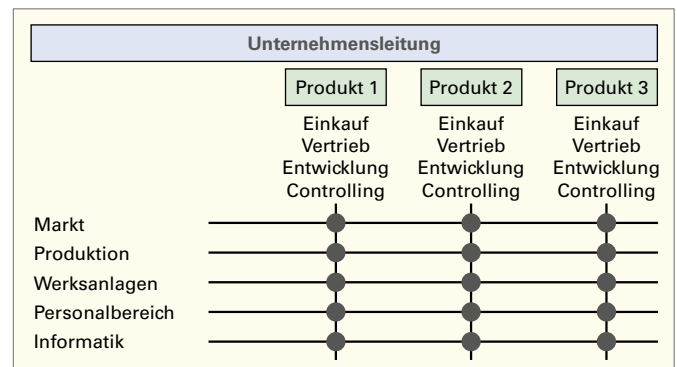 Unternehmensleitung
Produkt 1 Produkt 2 Produkt 3
Einkauf Einkauf Einkauf
Vertrieb Vertrieb Vertrieb
Entwicklung Entwicklung Entwicklung
Controlling Controlling Controlling
Markt
Produktion
Werksanlagen
Personalbereich
Informatik